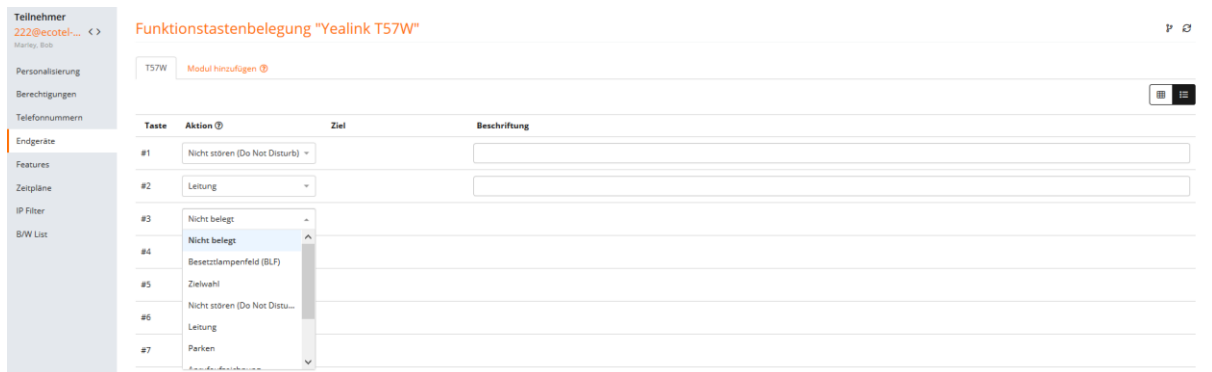 Teilnehmer
222@ecotel-... < >
Marley, Bob
Personalisierung
Berechtigungen
Telefonnummern
Endgeräte
Features
Zeitpläne
IP Filter
B/W List
Funktionstastenbelegung "Yealink T57W"
T57W Modul hinzufügen
Taste Aktion Ziel Beschriftung
#1 Nicht stören (Do Not Disturb)
#2 Leitung
#3 Nicht belegt
Nicht belegt
#4
Besetztlampenfeld (BLF)
#5 Zielwahl
Nicht stören (Do Not Distu...
#6
Leitung
#7 Parken
Anrufaufzeichnung